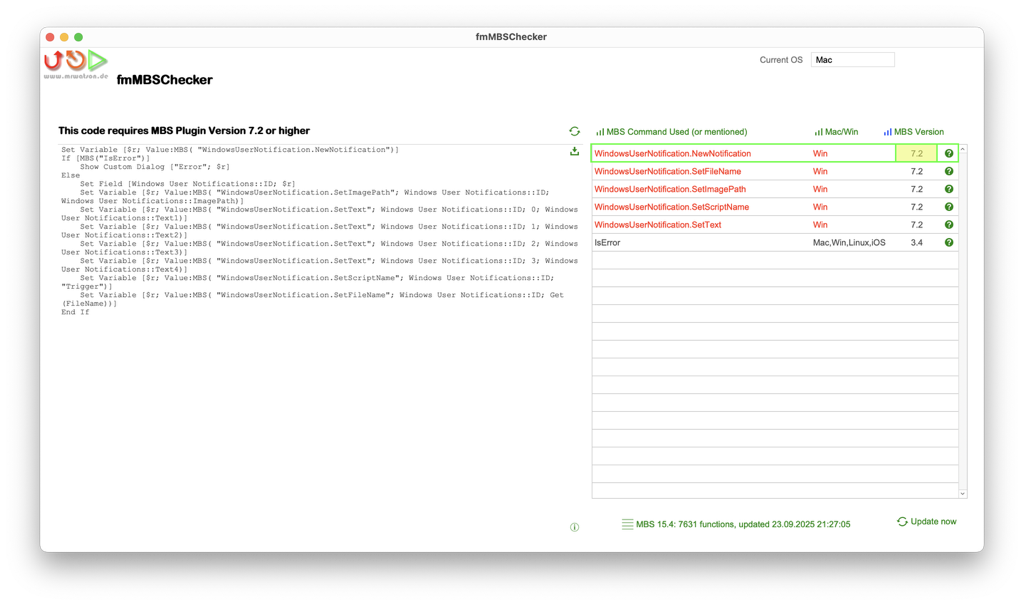 fmMBSChecker
www.mrwatson.de
fmMBSChecker
Current OS Mac
This code requires MBS Plugin Version 7.2 or higher
Set Variable [$r; Value:MBS( "WindowsUserNotification.NewNotification")]
If [MBS("IsError")]
Show Custom Dialog ["Error"; $r]
Else
Set Field [Windows User Notifications::ID; $r]
Set Variable [$r; Value:MBS( "WindowsUserNotification.SetImagePath"; Windows User Notifications::ID;
Windows User Notifications::ImagePath)]
Set Variable [$r; Value:MBS( "WindowsUserNotification.SetText"; Windows User Notifications::ID; 0; Windows
User Notifications::Text1)]
Set Variable [$r; Value:MBS( "WindowsUserNotification.SetText"; Windows User Notifications::ID; 1; Windows
User Notifications::Text2)]
Set Variable [$r; Value:MBS( "WindowsUserNotification.SetText"; Windows User Notifications::ID; 2; Windows
User Notifications::Text3)]
Set Variable [$r; Value:MBS( "WindowsUserNotification.SetText"; Windows User Notifications::ID; 3; Windows
User Notifications::Text4)]
Set Variable [$r; Value:MBS( "WindowsUserNotification.SetScriptName"; Windows User Notifications::ID;
"Trigger")]
Set Variable [$r; Value:MBS( "WindowsUserNotification.SetFileName"; Windows User Notifications::ID; Get
(FileName))]
End If
MBS Command Used (or mentioned) Mac/Win MBS Version
WindowsUserNotification.NewNotification Win 7.2 ?
WindowsUserNotification.SetFileName Win 7.2 ?
WindowsUserNotification.SetImagePath Win 7.2 ?
WindowsUserNotification.SetScriptName Win 7.2 ?
WindowsUserNotification.SetText Win 7.2 ?
IsError Mac,Win,Linux,iOS 3.4 ?
MBS 15.4: 7631 functions, updated 23.09.2025 21:27:05
Update now